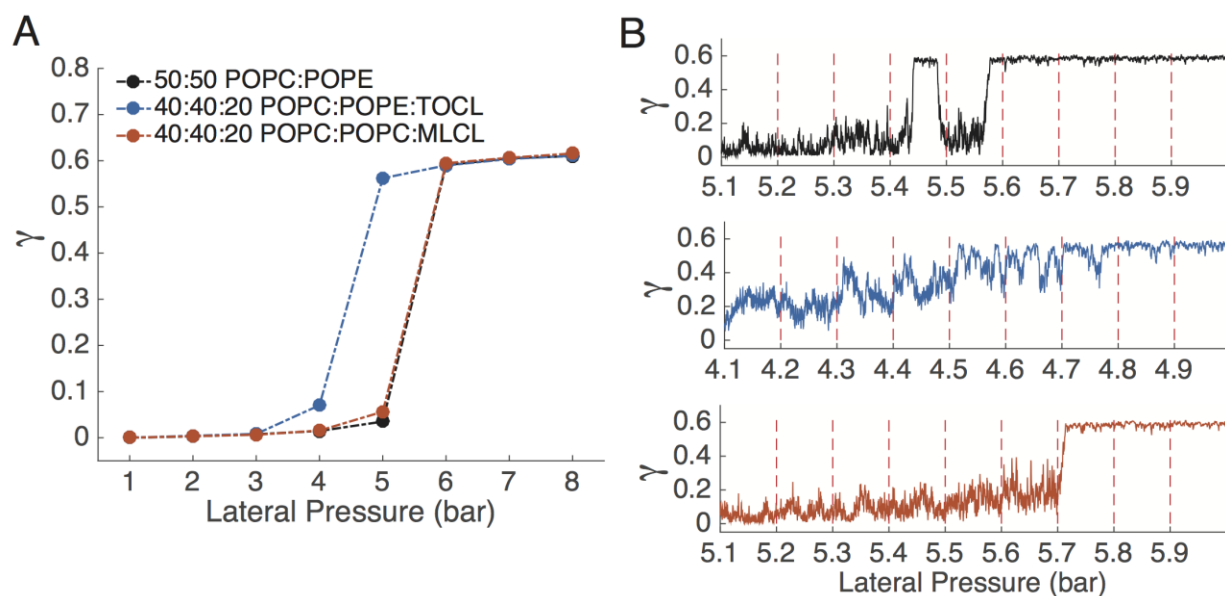 A
0.8
0.7
0.6
0.5
0.4
0.3
0.2
0.1
0
γ
50:50 POPC:POPE
40:40:20 POPC:POPE:TOCL
40:40:20 POPC:POPC:MLCL
1 2 3 4 5 6 7 8
Lateral Pressure (bar)
B
0.6
0.2
0
γ
5.1 5.2 5.3 5.4 5.5 5.6 5.7 5.8 5.9
0.6
0.2
0
γ
4.1 4.2 4.3 4.4 4.5 4.6 4.7 4.8 4.9
0.6
0.2
0
γ
5.1 5.2 5.3 5.4 5.5 5.6 5.7 5.8 5.9
Lateral Pressure (bar)